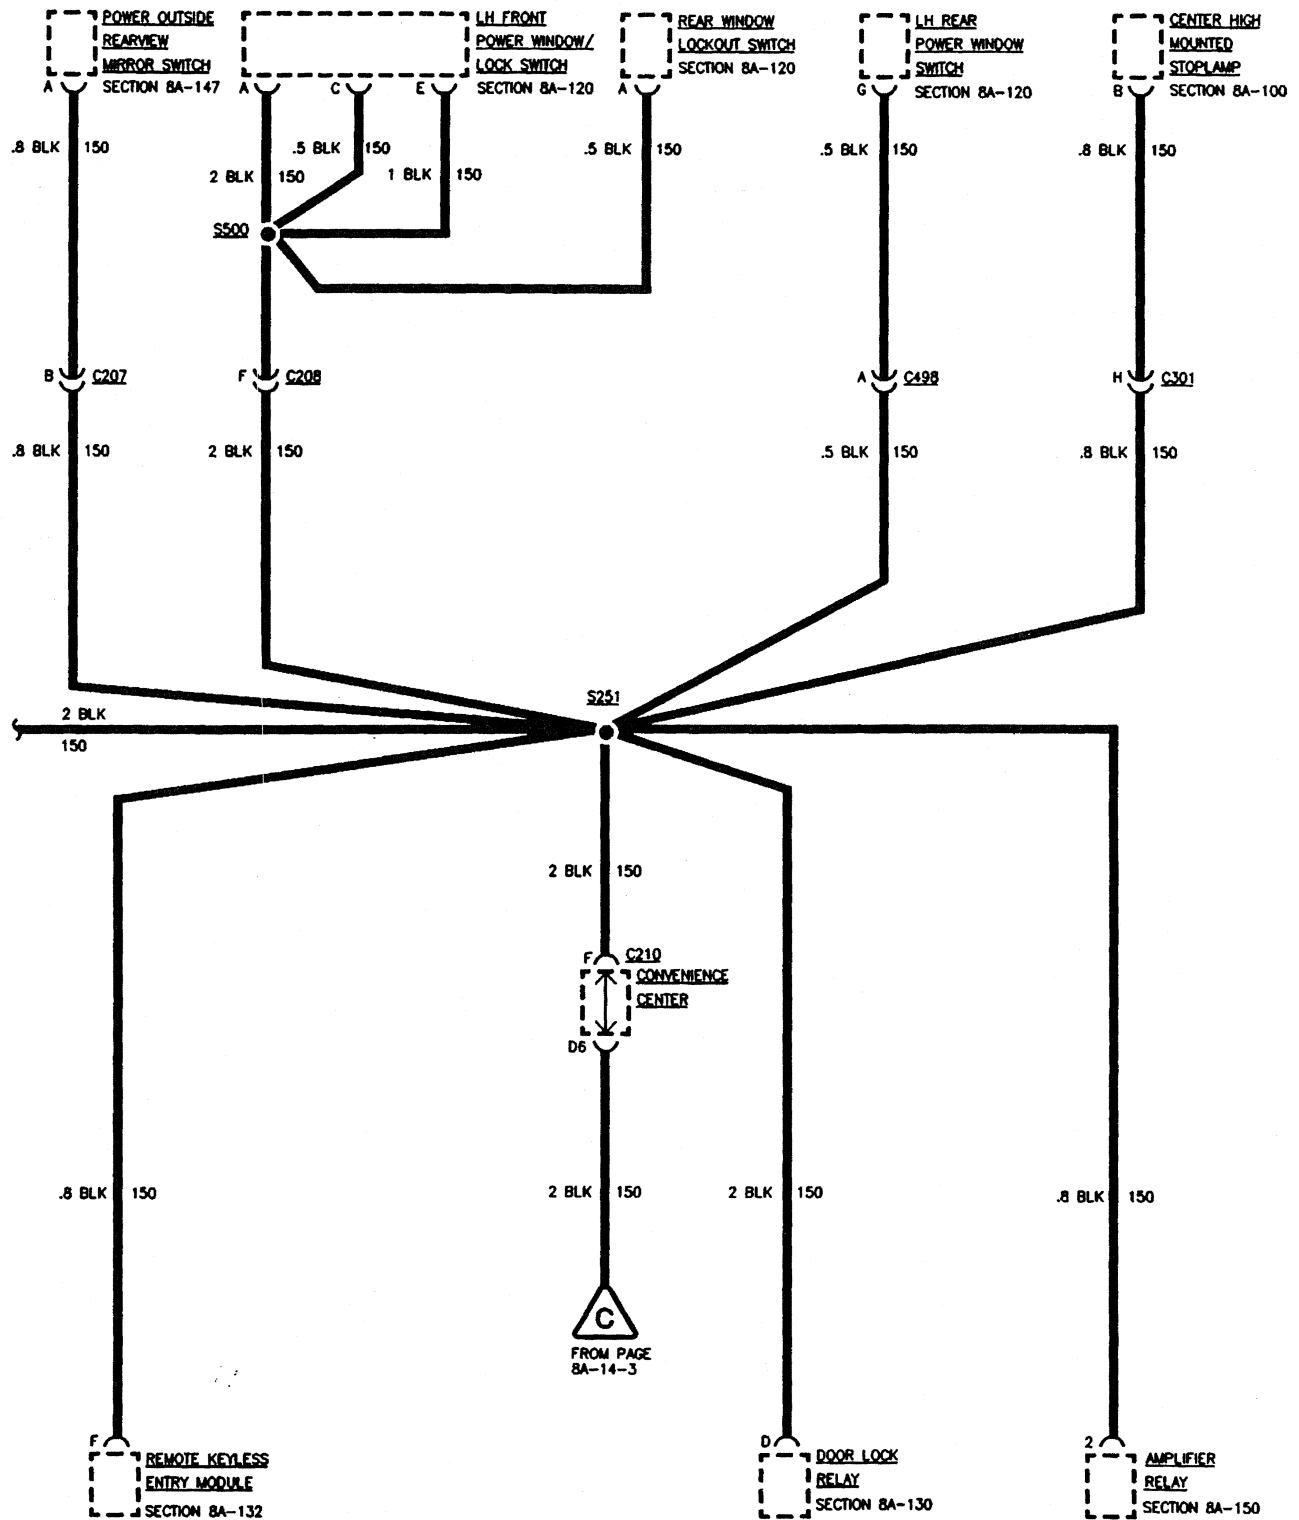 POWER OUTSIDE
REARVIEW
MIRROR SWITCH
SECTION 8A-147
LH FRONT
POWER WINDOW/
LOCK SWITCH
SECTION 8A-120
REAR WINDOW
LOCKOUT SWITCH
SECTION 8A-120
LH REAR
POWER WINDOW
SWITCH
SECTION 8A-120
CENTER HIGH
MOUNTED
STOPLAMP
SECTION 8A-100
A
A
C
E
A
G
B
.8 BLK 150
2 BLK 150
.5 BLK 150
1 BLK 150
.5 BLK 150
.5 BLK 150
.8 BLK 150
S500
B C207
F C208
A C498
H C301
.8 BLK 150
2 BLK 150
.5 BLK 150
.8 BLK 150
S251
2 BLK
150
2 BLK 150
F C210
CONVENIENCE
CENTER
D6
.8 BLK 150
2 BLK 150
2 BLK 150
.8 BLK 150
C
FROM PAGE
8A-14-3
F
REMOTE KEYLESS
ENTRY MODULE
SECTION 8A-132
D
DOOR LOCK
RELAY
SECTION 8A-130
2
AMPLIFIER
RELAY
SECTION 8A-150